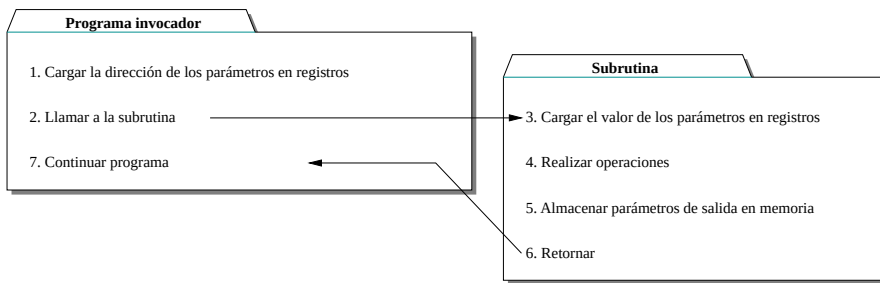 Programa invocador
1. Cargar la dirección de los parámetros en registros
2. Llamar a la subrutina
7. Continuar programa
Subrutina
3. Cargar el valor de los parámetros en registros
4. Realizar operaciones
5. Almacenar parámetros de salida en memoria
6. Retornar